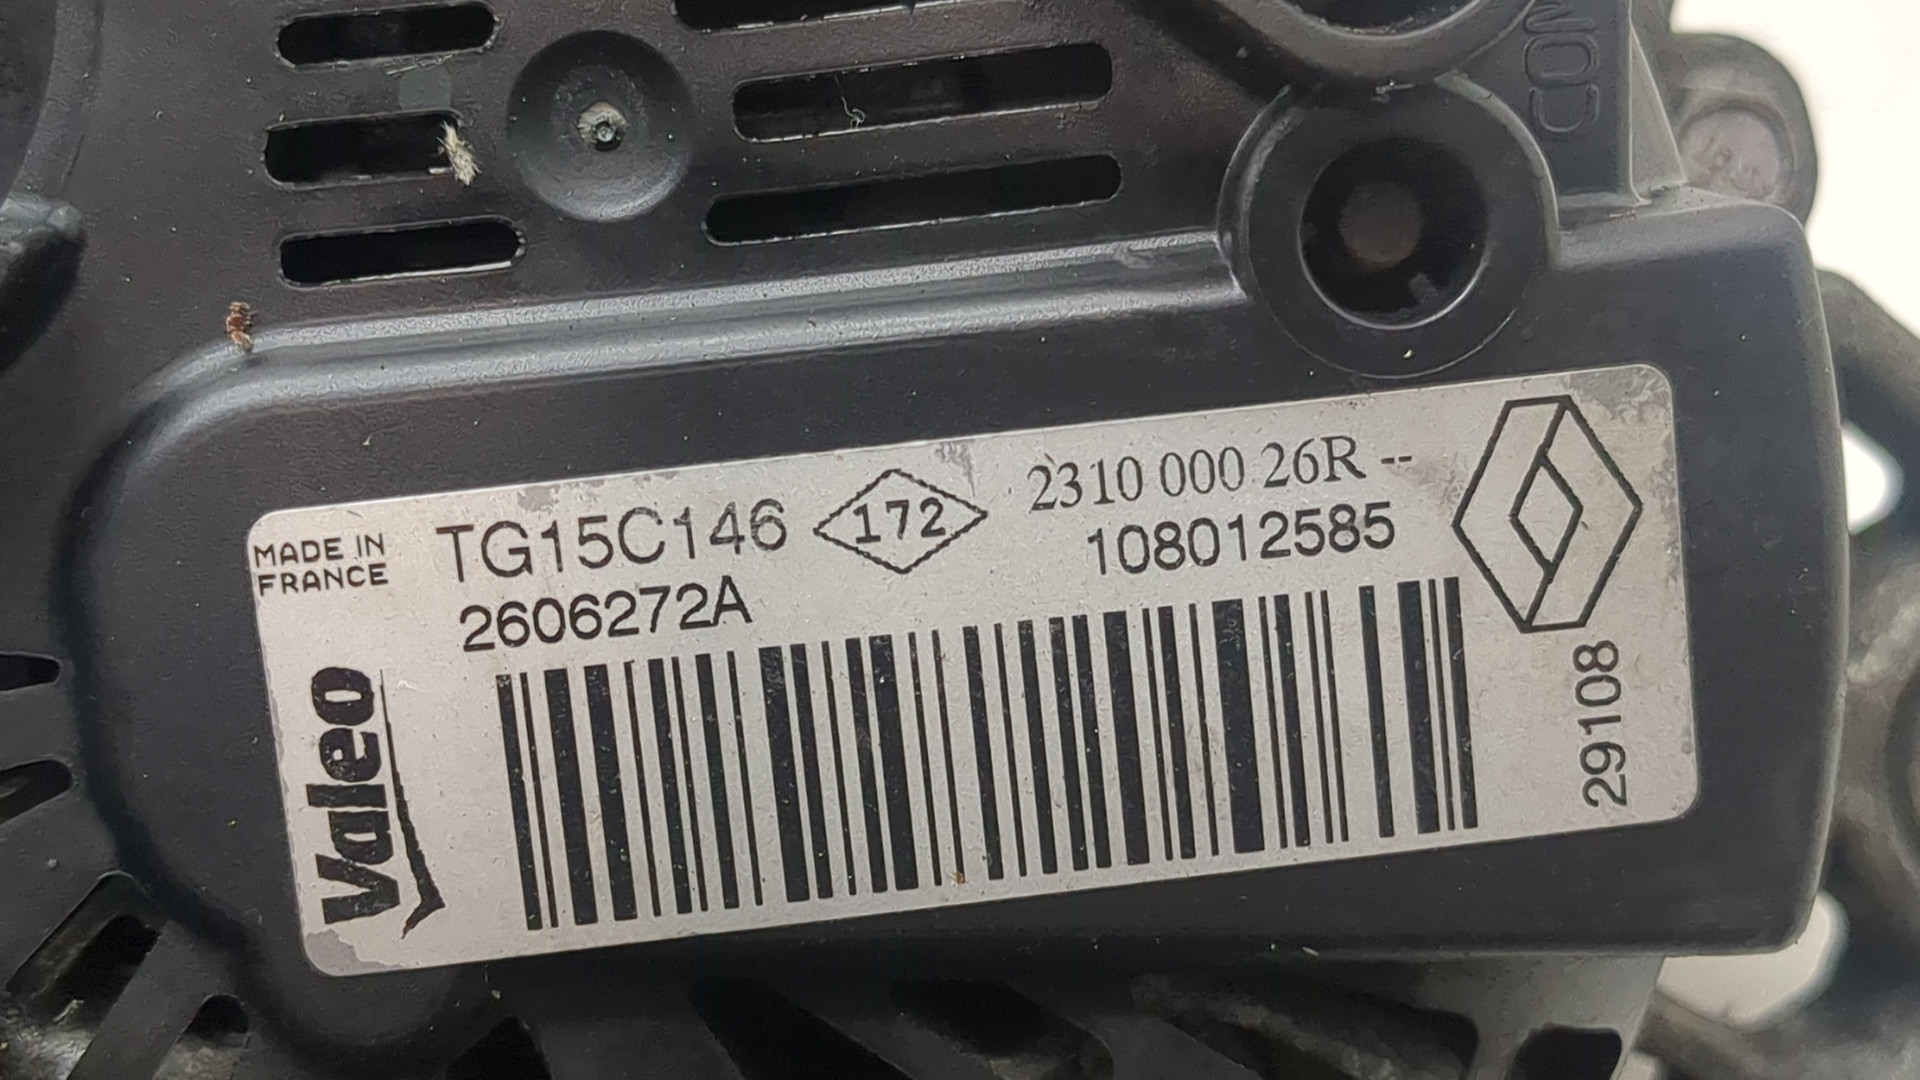 MADE IN
FRANCE
TG15C146
172
2310 000 26R --
2606272A
108012585
Valeo
29108